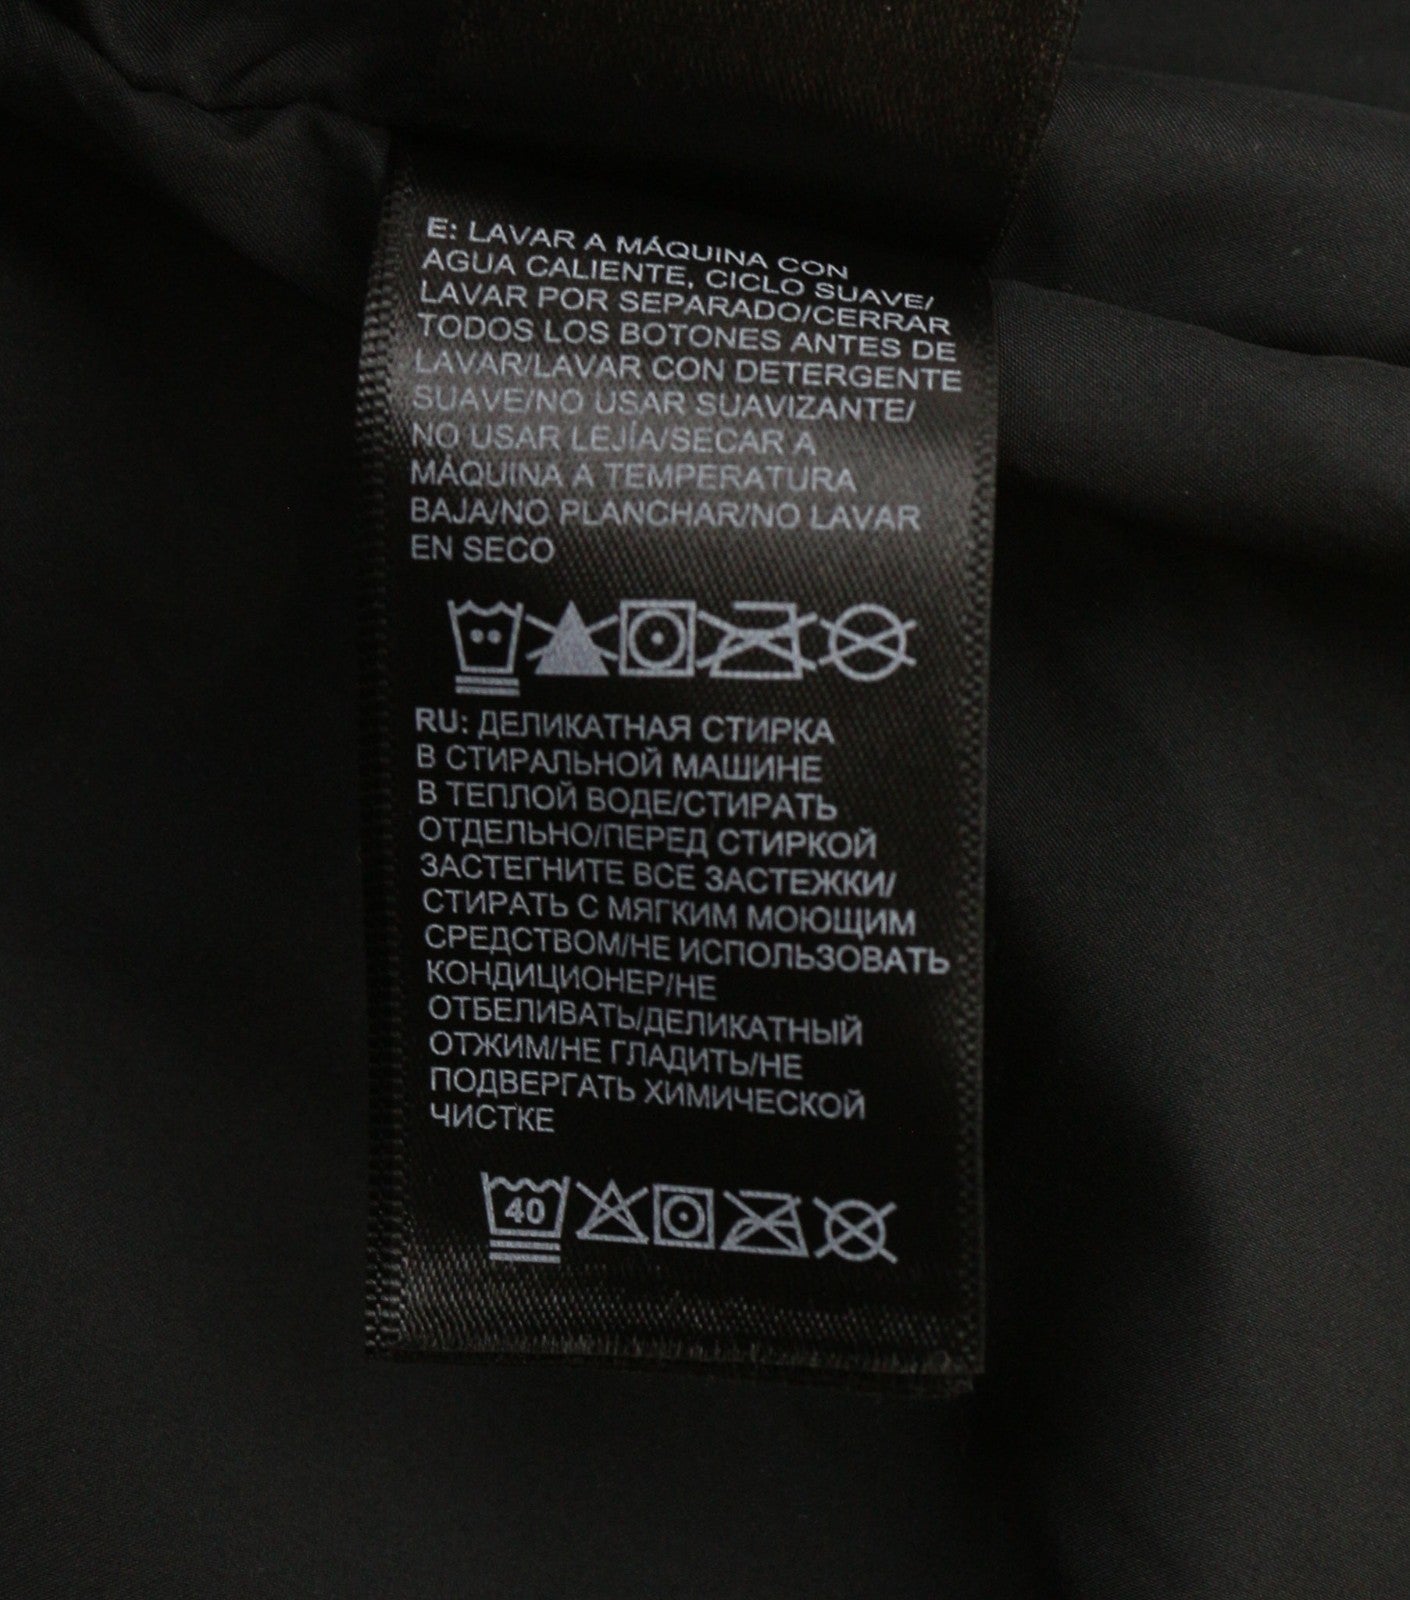 E: LAVAR A MÁQUINA CON
AGUA CALIENTE, CICLO SUAVE/
LAVAR POR SEPARADO/CERRAR
TODOS LOS BOTONES ANTES DE
LAVAR/LAVAR CON DETERGENTE
SUAVE/NO USAR SUAVIZANTE/
NO USAR LEJÍA/SECAR A
MÁQUINA A TEMPERATURA
BAJA/NO PLANCHAR/NO LAVAR
EN SECO
RU: ДЕЛИКАТНАЯ СТИРКА
В СТИРАЛЬНОЙ МАШИНЕ
В ТЕПЛОЙ ВОДЕ/СТИРАТЬ
ОТДЕЛЬНО/ПЕРЕД СТИРКОЙ
ЗАСТЕГНИТЕ ВСЕ ЗАСТЕЖКИ/
СТИРАТЬ С МЯГКИМ МОЮЩИМ
СРЕДСТВОМ/НЕ ИСПОЛЬЗОВАТЬ
КОНДИЦИОНЕР/НЕ
ОТБЕЛИВАТЬ/ДЕЛИКАТНЫЙ
ОТЖИМ/НЕ ГЛАДИТЬ/НЕ
ПОДВЕРГАТЬ ХИМИЧЕСКОЙ
ЧИСТКЕ
40